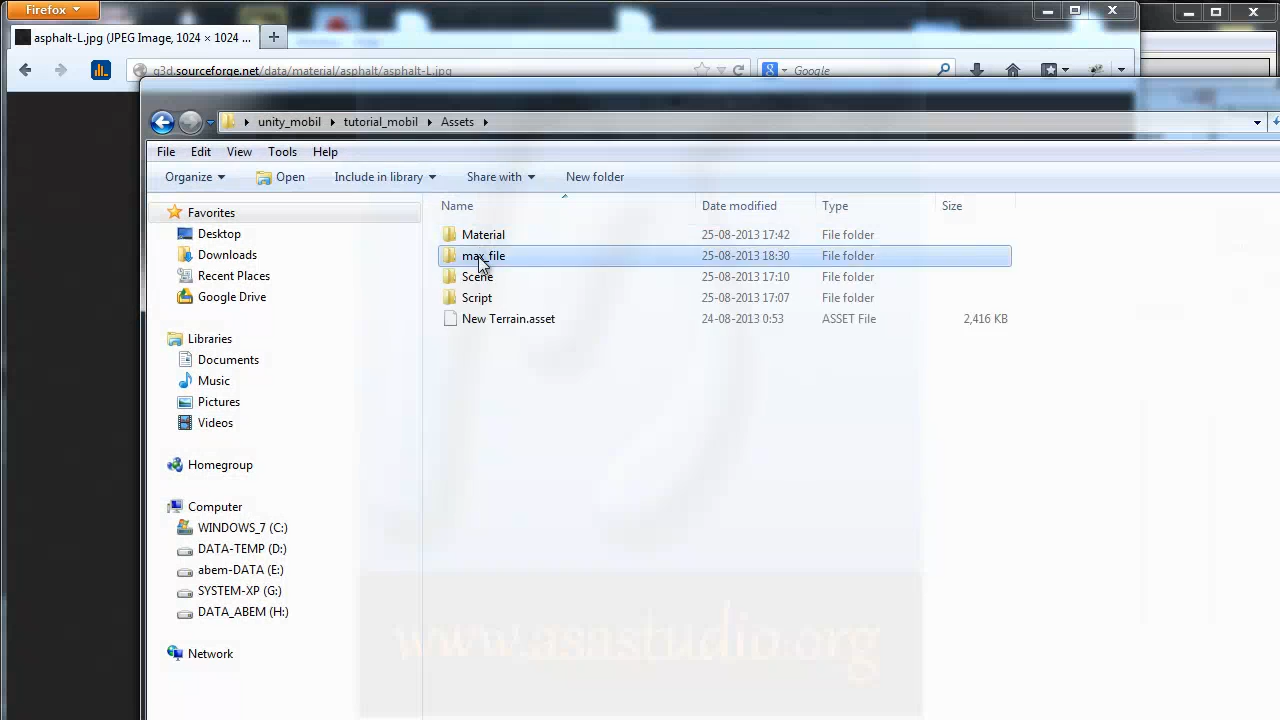 Firefox
asphalt-L.jpg (JPEG Image, 1024 × 1024 ...
g3d.sourceforge.net/data/material/asphalt/asphalt-L.jpg
Google
unity_mobil tutorial_mobil Assets
File Edit View Tools Help
Organize Open Include in library Share with New folder
Name Date modified Type Size
Favorites
Desktop
Downloads
Recent Places
Google Drive
Libraries
Documents
Music
Pictures
Videos
Homegroup
Computer
WINDOWS_7 (C:)
DATA-TEMP (D:)
abem-DATA (E:)
SYSTEM-XP (G:)
DATA_ABEM (H:)
Network
Material 25-08-2013 17:42 File folder
max_file 25-08-2013 18:30 File folder
Scene 25-08-2013 17:10 File folder
Script 25-08-2013 17:07 File folder
New Terrain.asset 24-08-2013 0:53 ASSET File 2,416 KB
www.asastudio.org